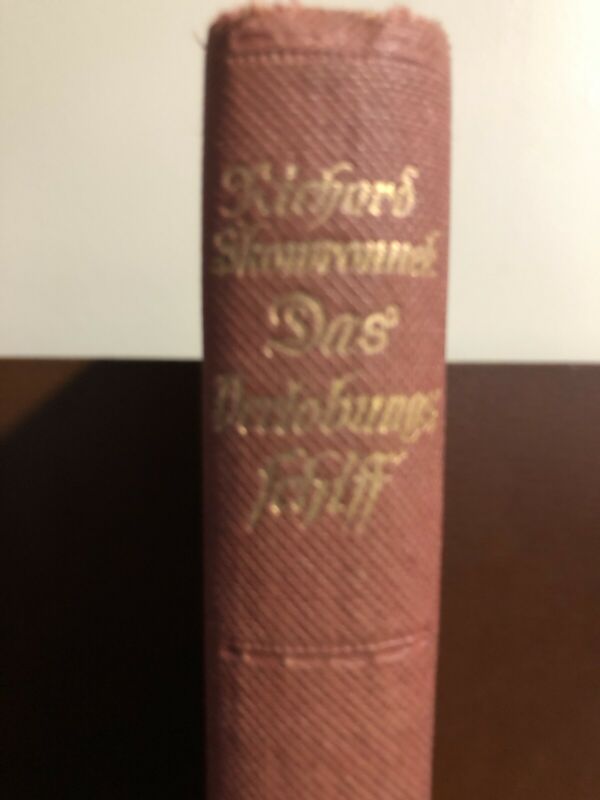 Richard
Skowronnek
Das
Verlobungs⸗
schiff